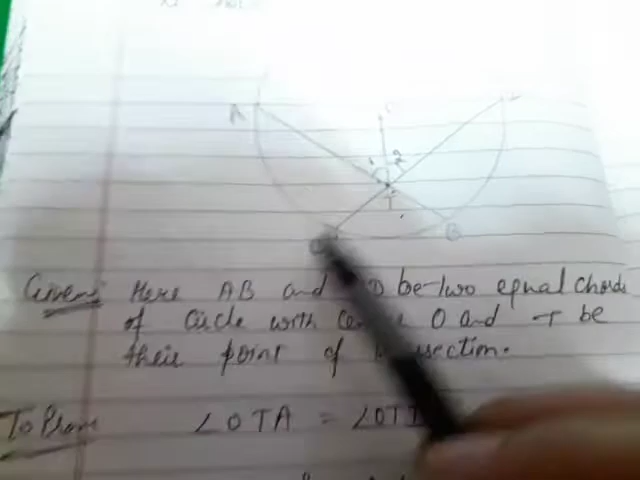 A
1 2
T
B
Given: Here AB and be two equal chords
of Circle with O and T be
their point of
To Prove ∠OTA =